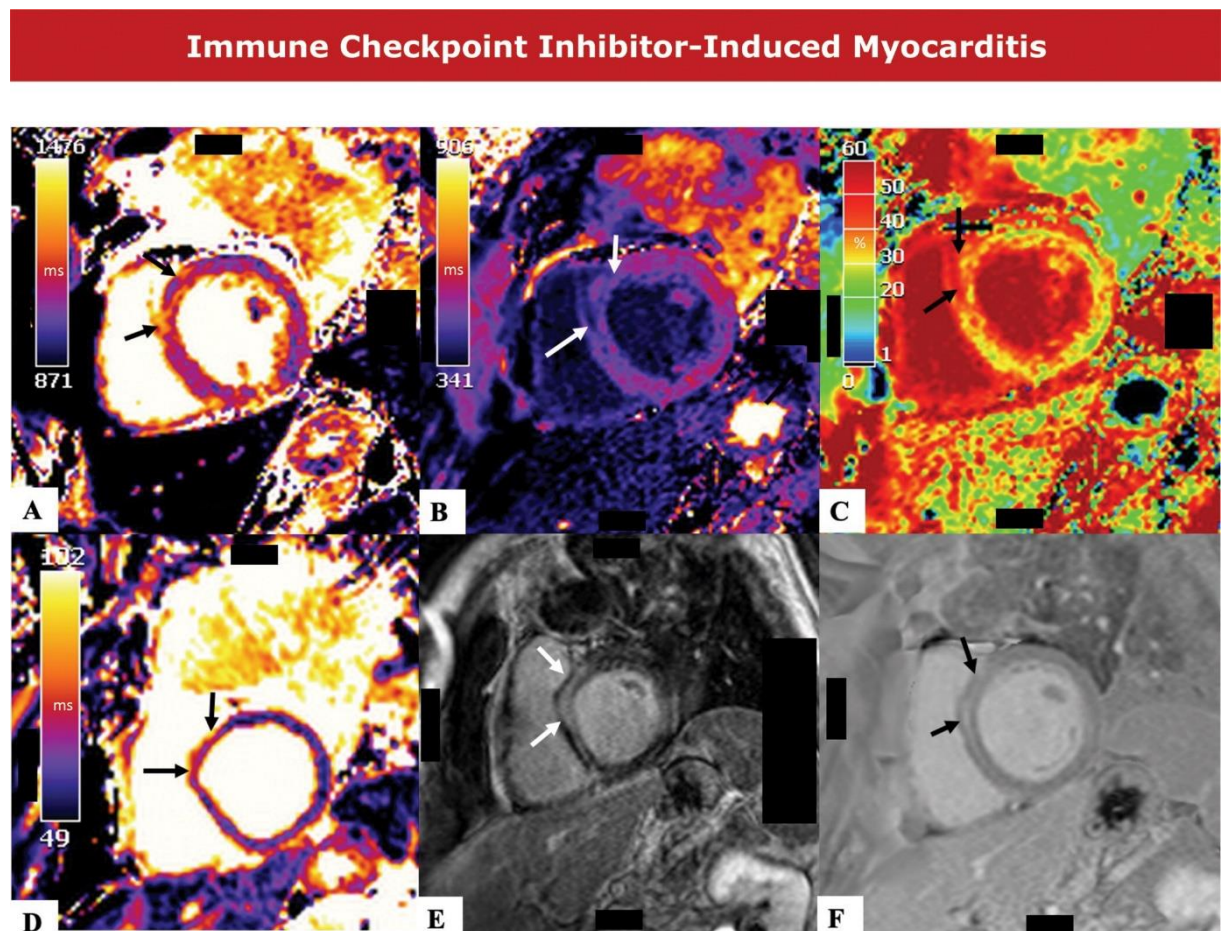 Immune Checkpoint Inhibitor-Induced Myocarditis
1476
ms
871
A
906
ms
341
B
60
50
40
%
30
20
1
0
C
102
ms
49
D
E
F